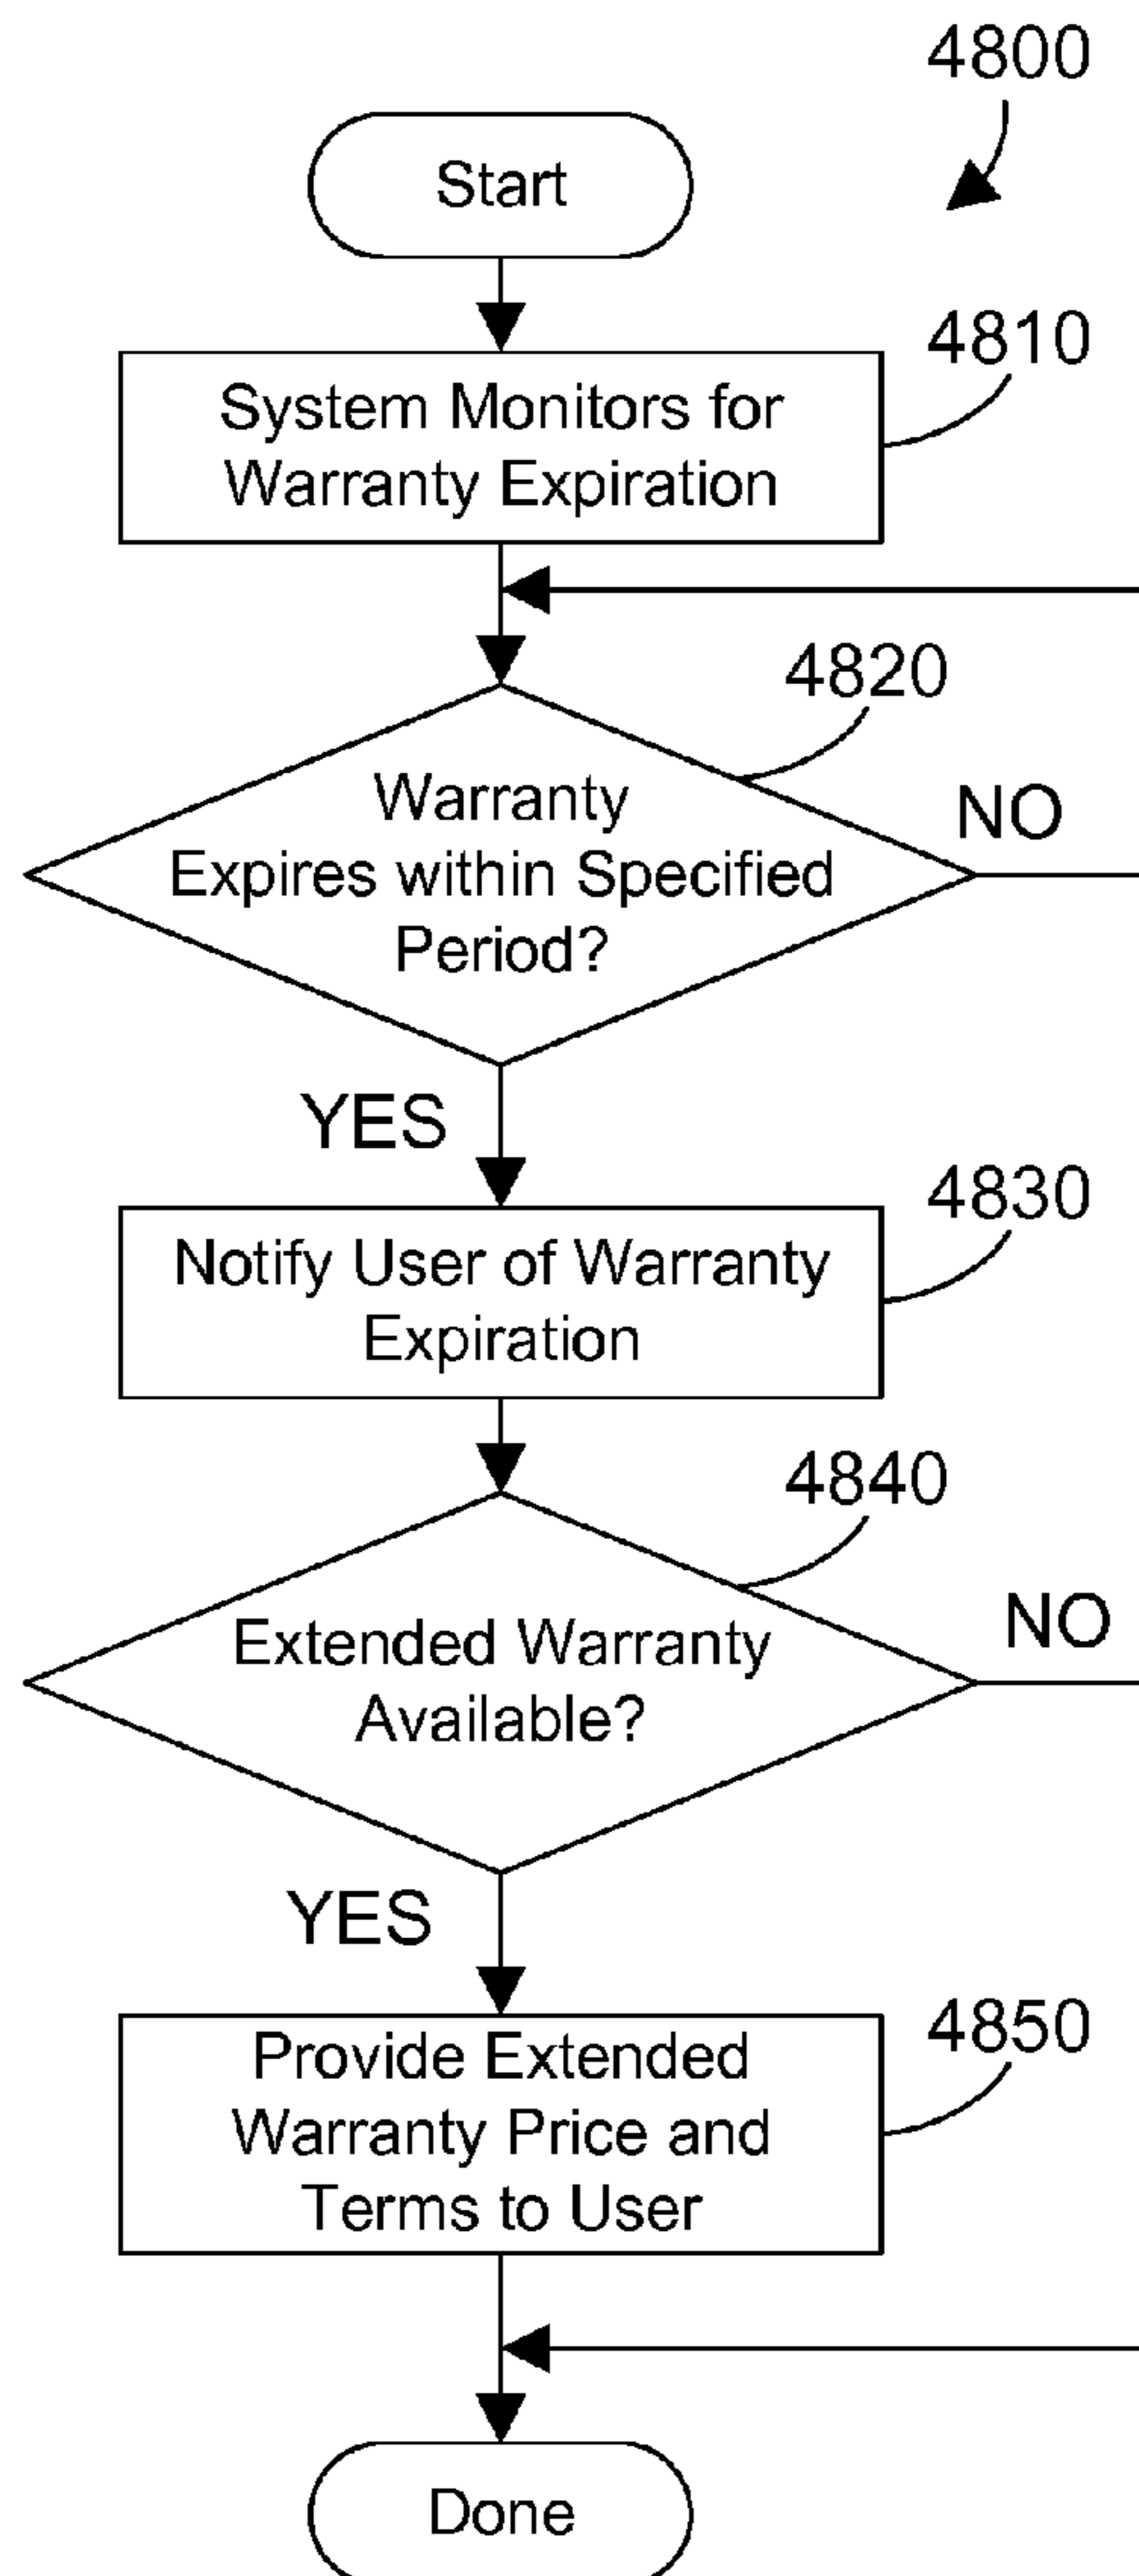 4800
Start
4810
System Monitors for
Warranty Expiration
4820
Warranty
Expires within Specified
Period?
NO
YES
4830
Notify User of Warranty
Expiration
4840
Extended Warranty
Available?
NO
YES
4850
Provide Extended
Warranty Price and
Terms to User
Done